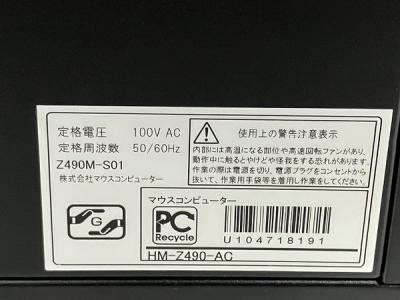 定格電圧 100V AC
定格周波数 50/60Hz
Z490M-S01
株式会社マウスコンピューター
使用上の警告注意表示
内部には高温になる部位や高速回転ファンがあり、
動作中に触るとやけどや怪我をする恐れがあります。
作業の際は電源を切り、電源プラグをコンセントから
抜いて、作業用手袋等を着用し作業をしてください。
G
マウスコンピューター
PC
Recycle
U104718191
HM-Z490-AC